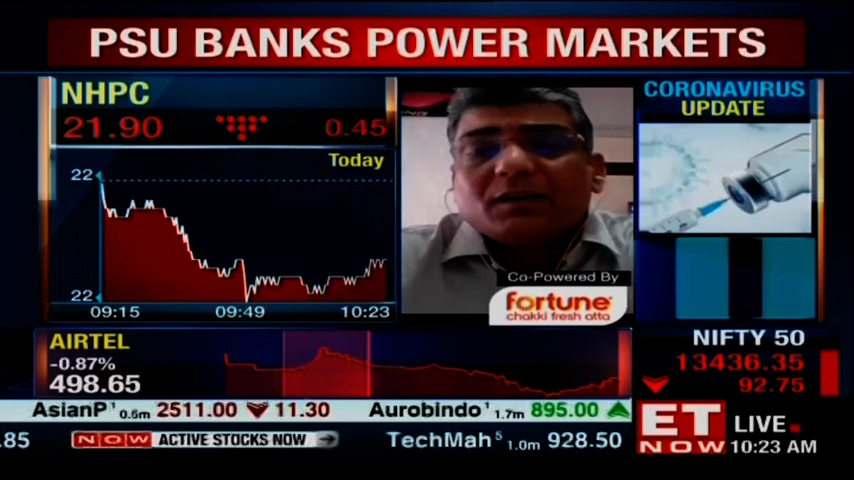 PSU BANKS POWER MARKETS
NHPC
21.90 0.45
Today
22
22
09:15 09:49 10:23
CORONAVIRUS
UPDATE
Co-Powered By
fortune
chakki fresh atta
AIRTEL
-0.87%
498.65
NIFTY 50
13436.35
92.75
AsianP 1 0.6m 2511.00 11.30 Aurobindo 1 1.7m 895.00
.85 NOW ACTIVE STOCKS NOW TechMah 5 1.0m 928.50
ET
NOW
LIVE
10:23 AM